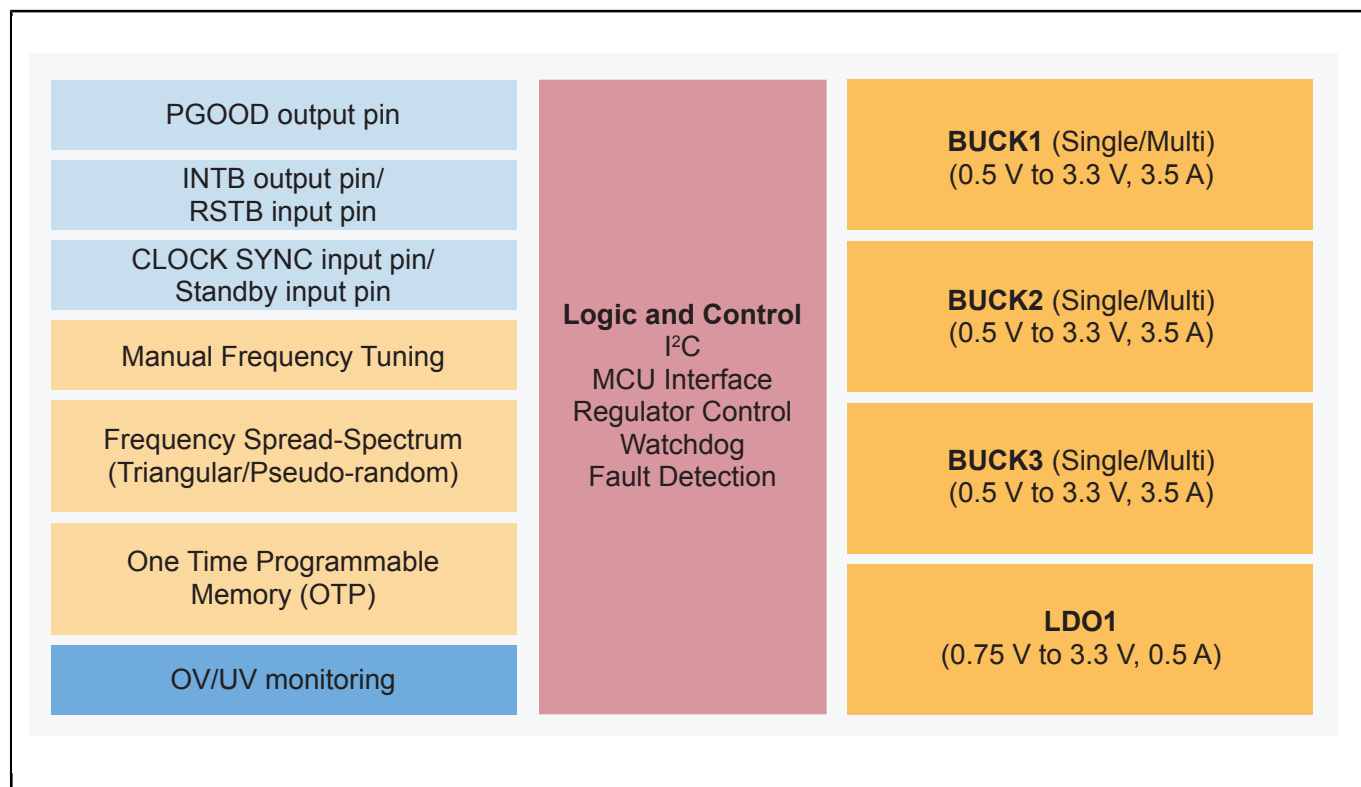 PGOOD output pin
INTB output pin/
RSTB input pin
CLOCK SYNC input pin/
Standby input pin
Manual Frequency Tuning
Frequency Spread-Spectrum
(Triangular/Pseudo-random)
One Time Programmable
Memory (OTP)
OV/UV monitoring
Logic and Control
I²C
MCU Interface
Regulator Control
Watchdog
Fault Detection
BUCK1 (Single/Multi)
(0.5 V to 3.3 V, 3.5 A)
BUCK2 (Single/Multi)
(0.5 V to 3.3 V, 3.5 A)
BUCK3 (Single/Multi)
(0.5 V to 3.3 V, 3.5 A)
LDO1
(0.75 V to 3.3 V, 0.5 A)